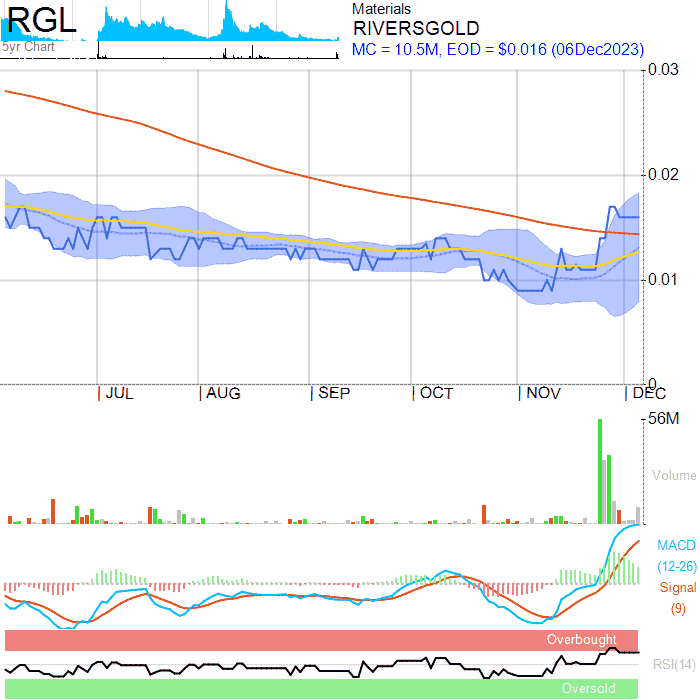 RGL
5yr Chart
Materials
RIVERSGOLD
MC = 10.5M, EOD = $0.016 (06Dec2023)
0.03
0.02
0.01
0
JUL
AUG
SEP
OCT
NOV
DEC
56M
Volume
MACD
(12-26)
Signal
(9)
Overbought
RSI(14)
Oversold